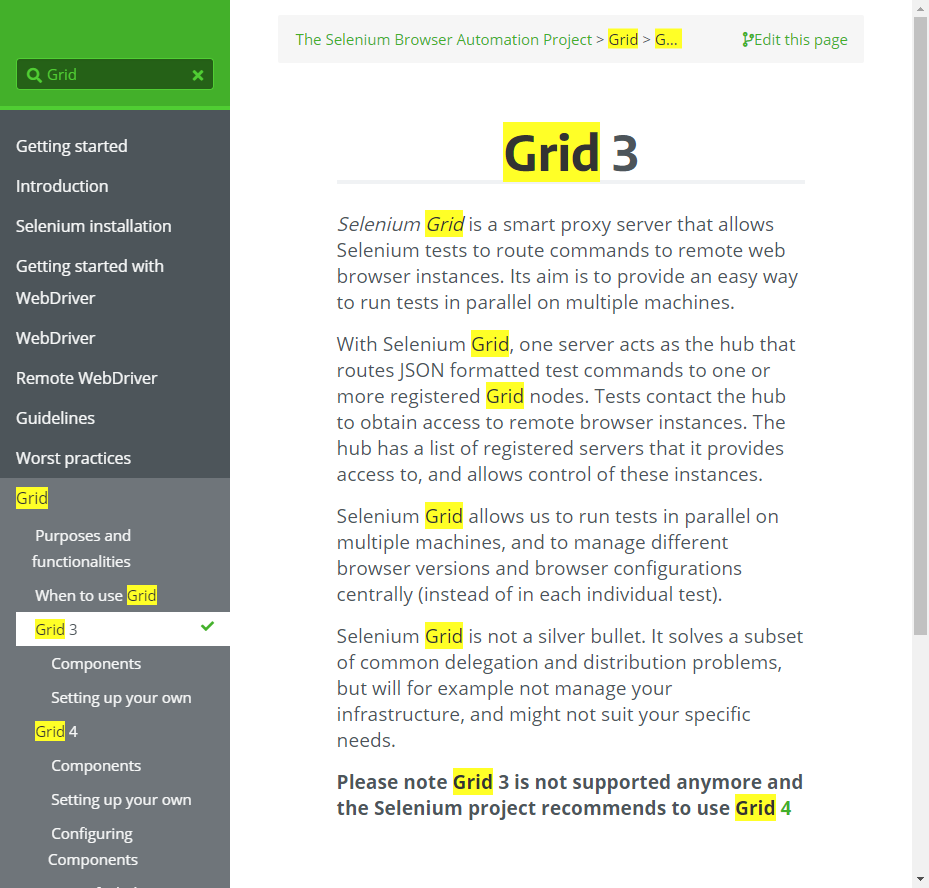 Grid
Getting started
Introduction
Selenium installation
Getting started with
WebDriver
WebDriver
Remote WebDriver
Guidelines
Worst practices
Grid
Purposes and
functionalities
When to use Grid
Grid 3
Components
Setting up your own
Grid 4
Components
Setting up your own
Configuring
Components
The Selenium Browser Automation Project > Grid > G...
Edit this page
Grid 3
Selenium Grid is a smart proxy server that allows
Selenium tests to route commands to remote web
browser instances. Its aim is to provide an easy way
to run tests in parallel on multiple machines.
With Selenium Grid, one server acts as the hub that
routes JSON formatted test commands to one or
more registered Grid nodes. Tests contact the hub
to obtain access to remote browser instances. The
hub has a list of registered servers that it provides
access to, and allows control of these instances.
Selenium Grid allows us to run tests in parallel on
multiple machines, and to manage different
browser versions and browser configurations
centrally (instead of in each individual test).
Selenium Grid is not a silver bullet. It solves a subset
of common delegation and distribution problems,
but will for example not manage your
infrastructure, and might not suit your specific
needs.
Please note Grid 3 is not supported anymore and
the Selenium project recommends to use Grid 4